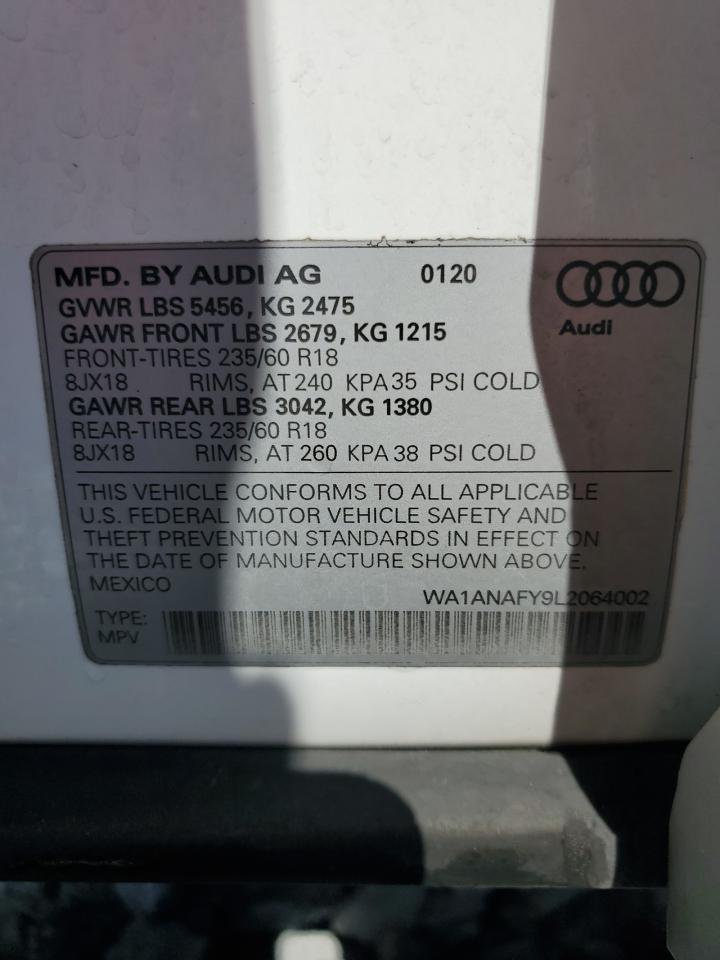 MFD. BY AUDI AG 0120
GVWR LBS 5456, KG 2475
GAWR FRONT LBS 2679, KG 1215
Audi
FRONT-TIRES 235/60 R18
8JX18 RIMS, AT 240 KPA 35 PSI COLD
GAWR REAR LBS 3042, KG 1380
REAR-TIRES 235/60 R18
8JX18 RIMS, AT 260 KPA 38 PSI COLD
THIS VEHICLE CONFORMS TO ALL APPLICABLE
U.S. FEDERAL MOTOR VEHICLE SAFETY AND
THEFT PREVENTION STANDARDS IN EFFECT ON
THE DATE OF MANUFACTURE SHOWN ABOVE.
MEXICO
WA1ANAFY9L2064002
TYPE:
MPV